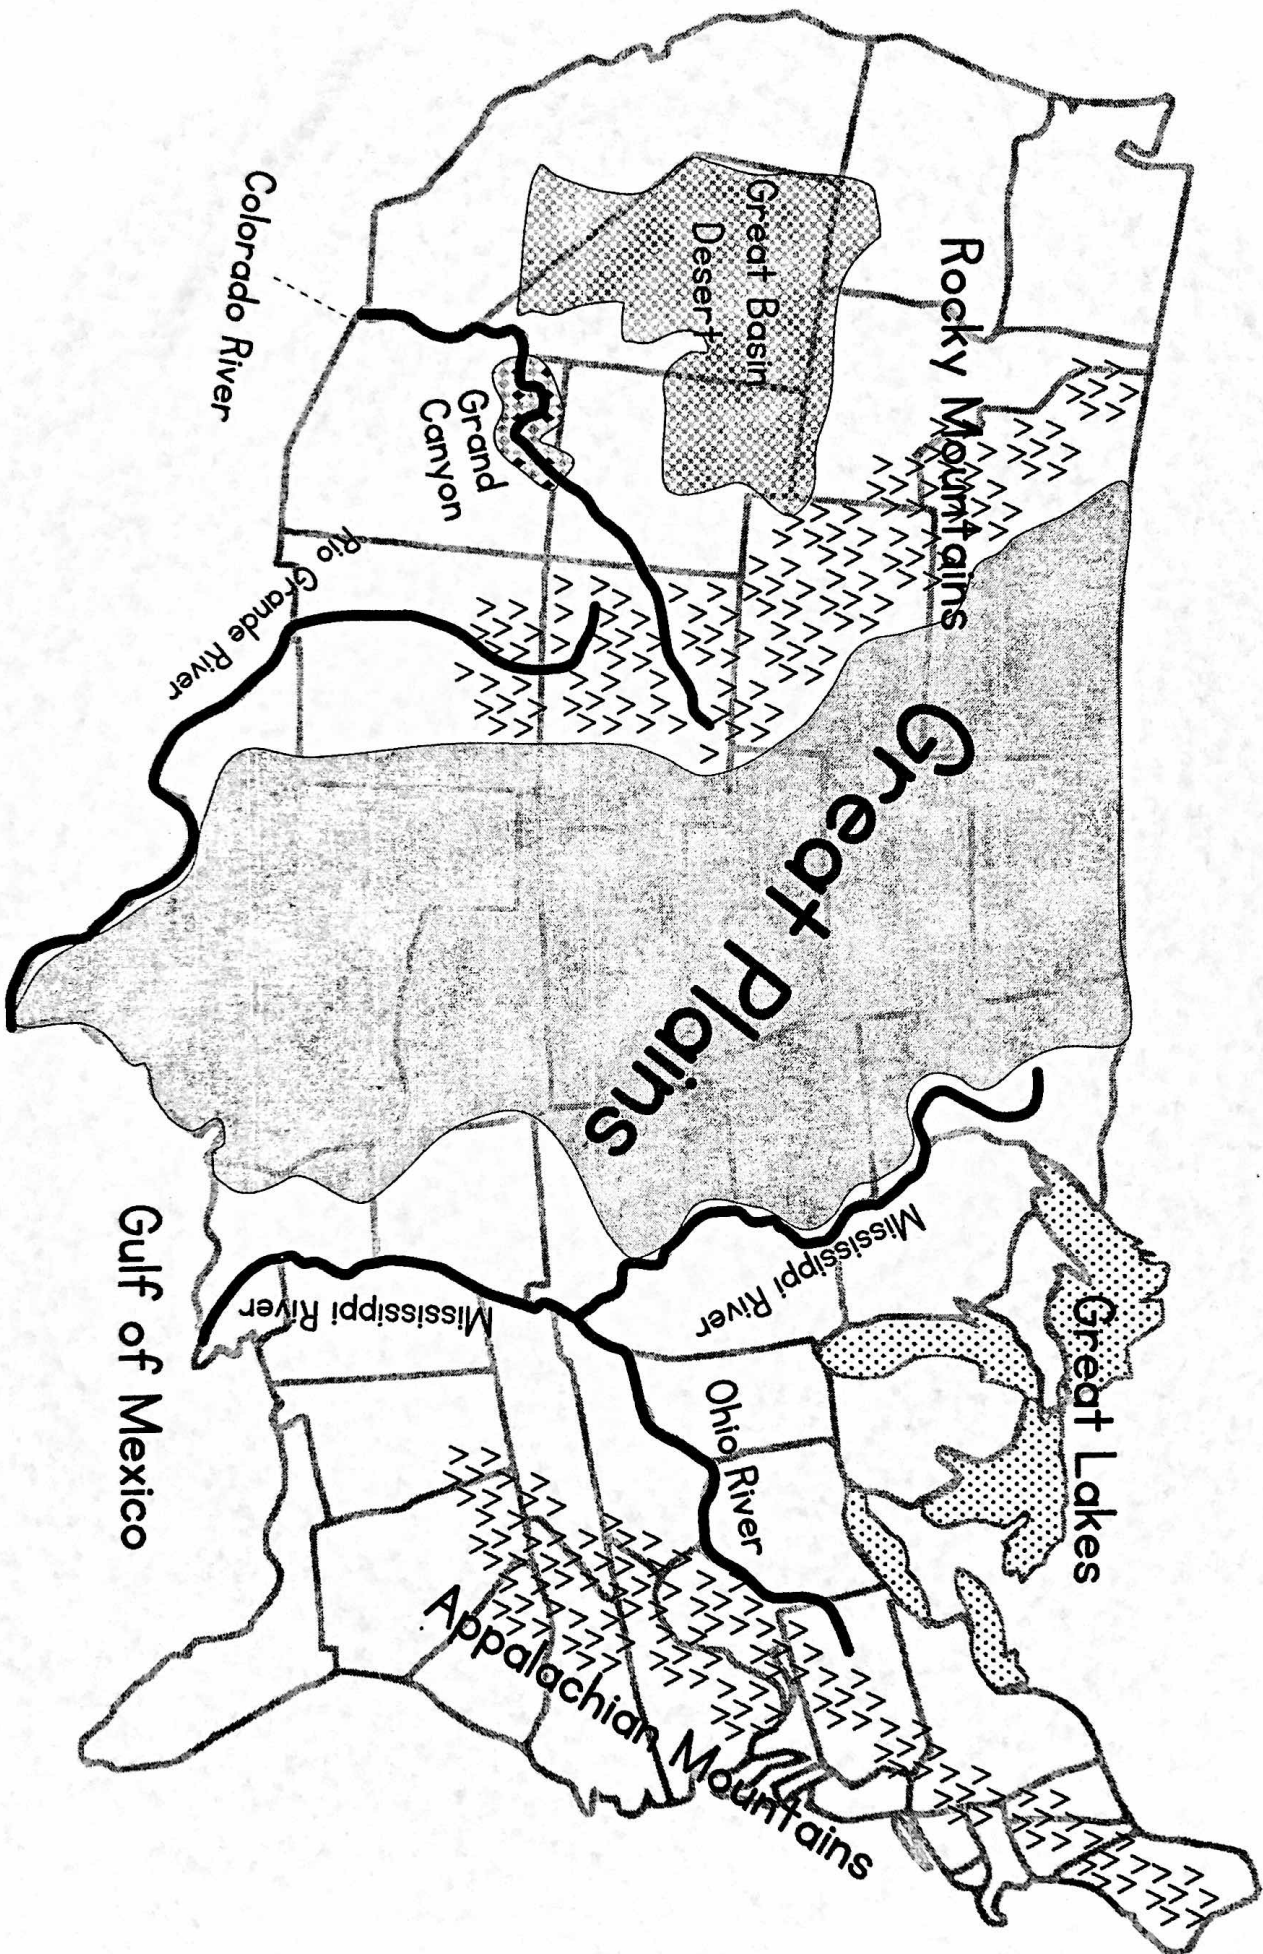 Rocky Mountains
Great Basin
Desert
Great Plains
Grand
Canyon
Colorado River
Rio Grande River
Great Lakes
Mississippi River
Ohio River
Mississippi River
Appalachian Mountains
Gulf of Mexico